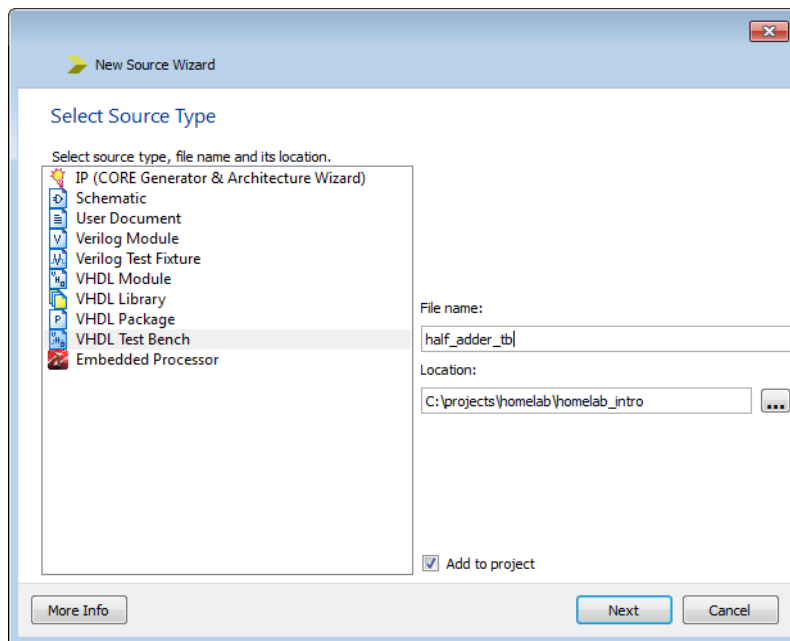 New Source Wizard
Select Source Type
Select source type, file name and its location.
IP (CORE Generator & Architecture Wizard)
Schematic
User Document
Verilog Module
Verilog Test Fixture
VHDL Module
VHDL Library
VHDL Package
VHDL Test Bench
Embedded Processor
File name:
half_adder_tb
Location:
C:\projects\homelab\homelab_intro
...
Add to project
More Info
Next
Cancel